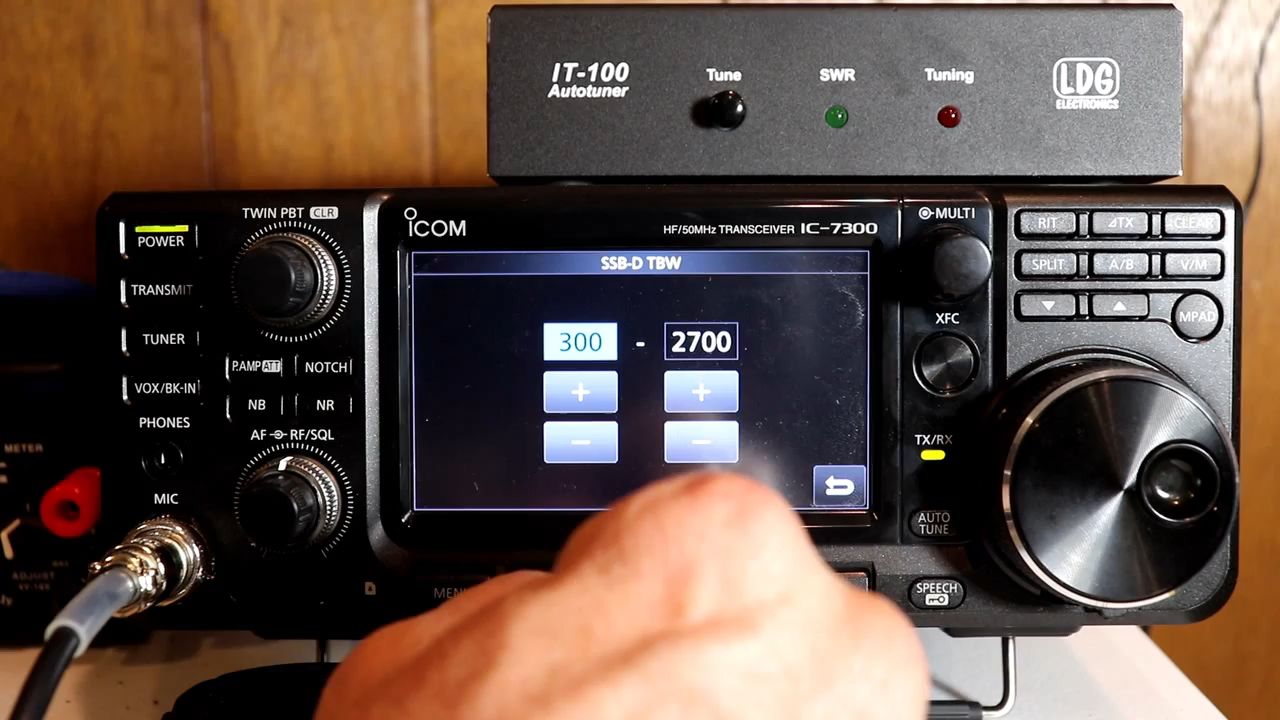 IT-100
Autotuner
Tune
SWR
Tuning
LDG
ELECTRONICS
TWIN PBT CLR
POWER
TRANSMIT
TUNER
VOX/BK-IN
PHONES
MIC
P.AMP ATT
NOTCH
NB
NR
AF RF/SQL
ICOM
HF/50MHz TRANSCEIVER IC-7300
SSB-D TBW
300 - 2700
+ +
- -
MENU
MULTI
XFC
TX/RX
AUTO
TUNE
SPEECH
RIT
⊿TX
CLEAR
SPLIT
A/B
V/M
MPAD
METER
ADJUST